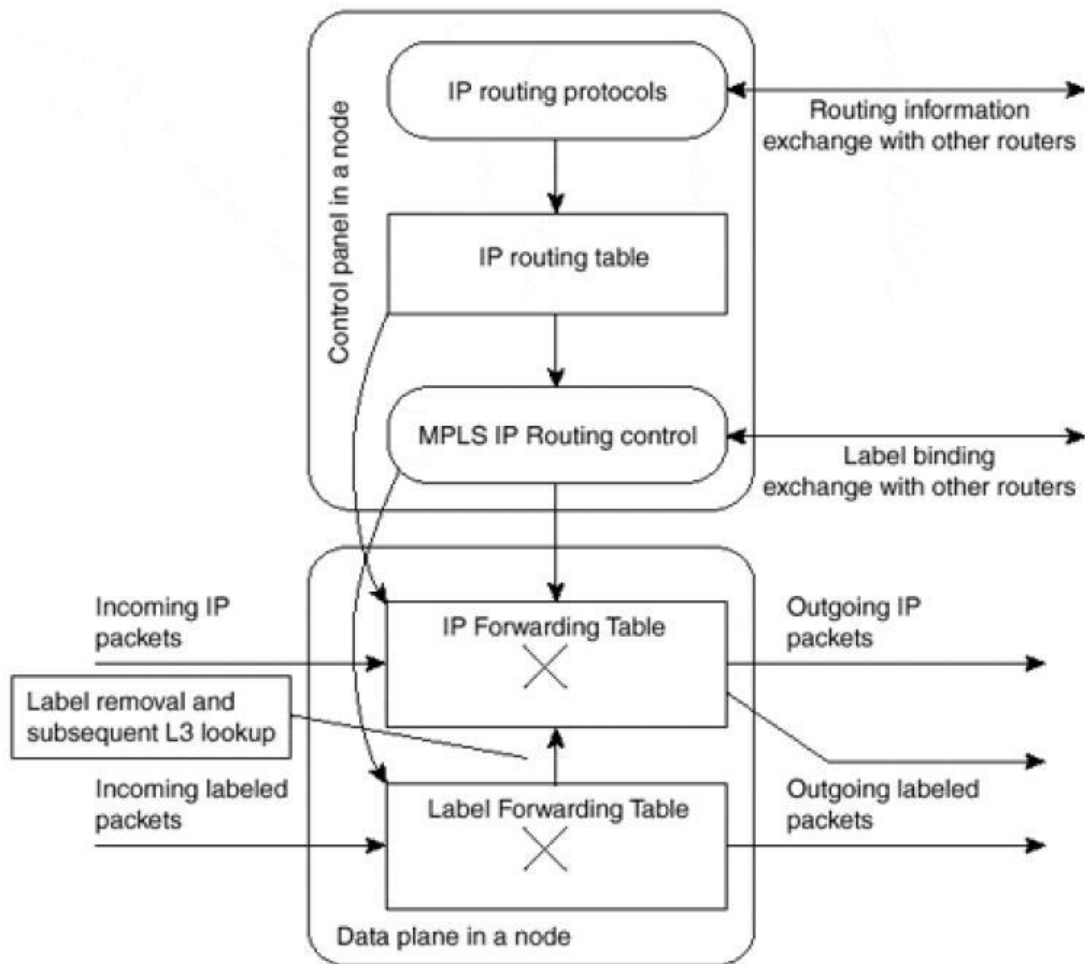 IP routing protocols
Routing information
exchange with other routers
Control panel in a node
IP routing table
MPLS IP Routing control
Label binding
exchange with other routers
Incoming IP
packets
IP Forwarding Table
Outgoing IP
packets
Label removal and
subsequent L3 lookup
Incoming labeled
packets
Label Forwarding Table
Outgoing labeled
packets
Data plane in a node